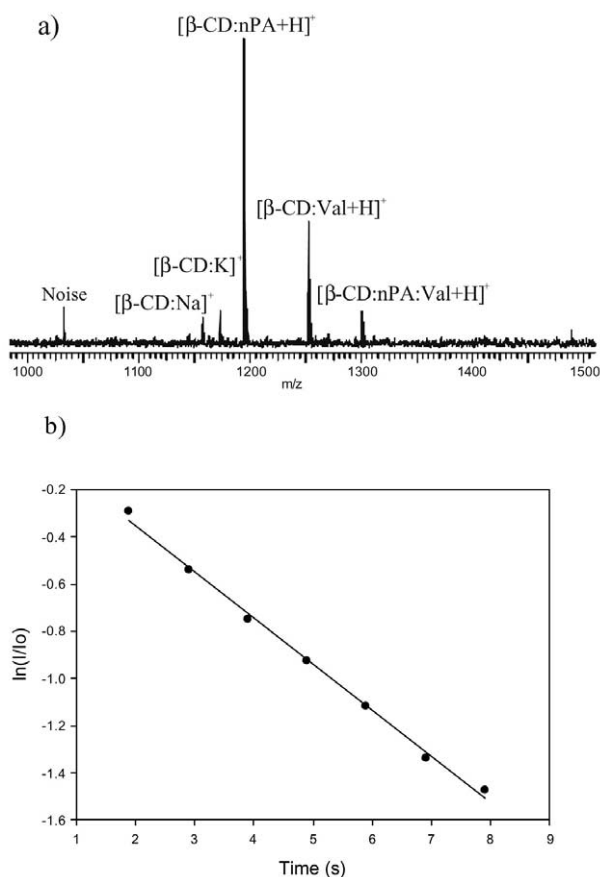 a)
[β-CD:nPA+H]⁺
[β-CD:Val+H]⁺
[β-CD:K]⁺
Noise
[β-CD:Na]⁺
[β-CD:nPA:Val+H]⁺
1000 1100 1200 1300 1400 1500
m/z
b)
-0.2
-0.4
-0.6
-0.8
-1.0
-1.2
-1.4
-1.6
ln(I/Io)
1 2 3 4 5 6 7 8 9
Time (s)